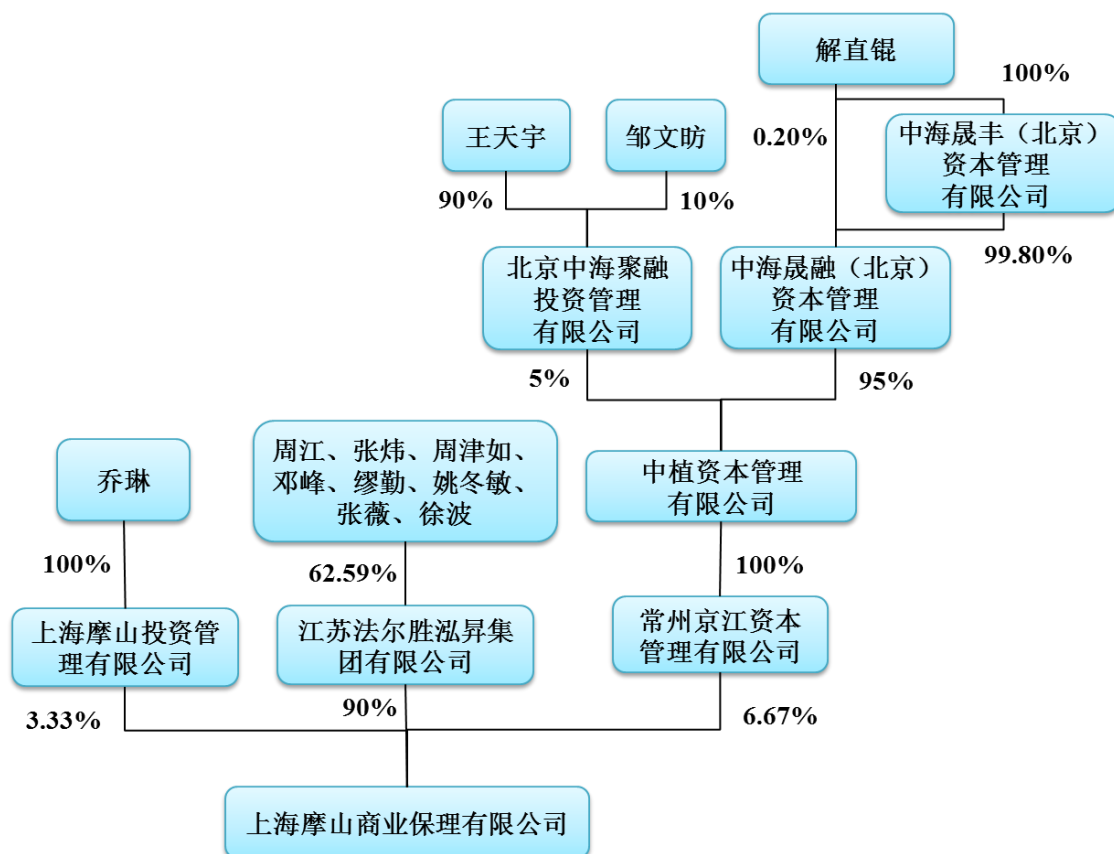 解直锟
100%
王天宇
邹文昉
0.20%
中海晟丰（北京）
资本管理
有限公司
90%
10%
99.80%
北京中海聚融
投资管理
有限公司
中海晟融（北京）
资本管理
有限公司
5%
95%
乔琳
周江、张炜、周津如、
邓峰、缪勤、姚冬敏、
张薇、徐波
中植资本管理
有限公司
100%
62.59%
100%
上海摩山投资管
理有限公司
江苏法尔胜泓昇集
团有限公司
常州京江资本
管理有限公司
3.33%
90%
6.67%
上海摩山商业保理有限公司